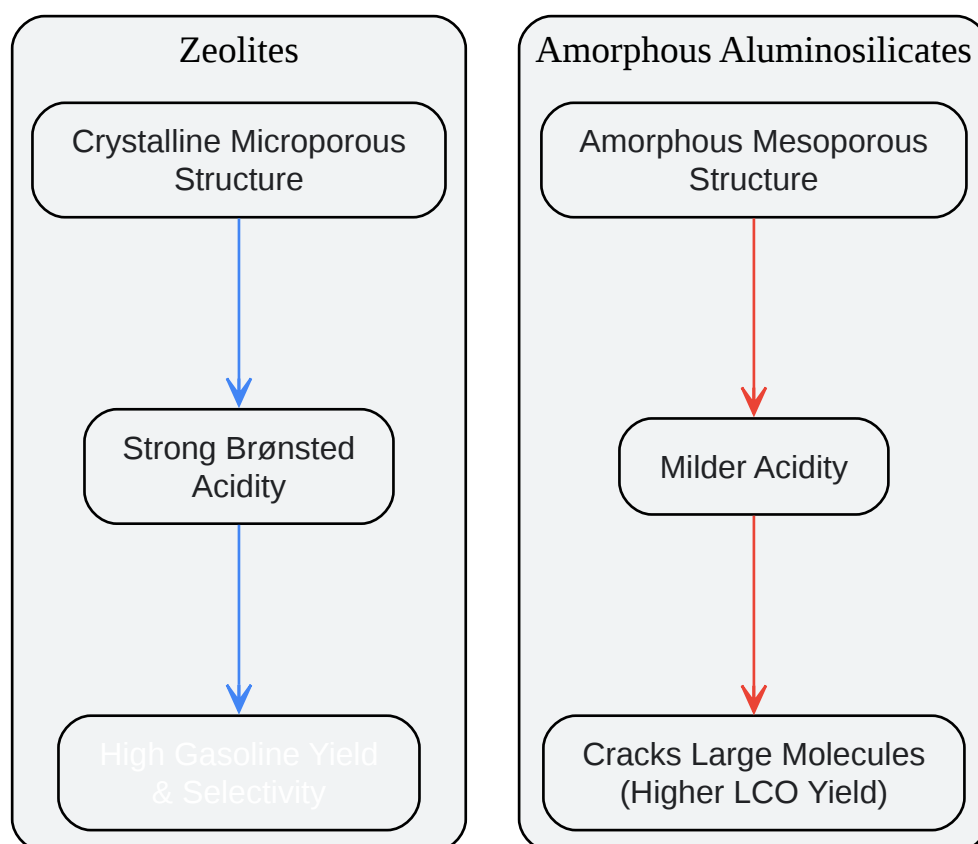 Zeolites
Crystalline Microporous
Structure
Strong Brønsted
Acidity
High Gasoline Yield
& Selectivity
Amorphous Aluminosilicates
Amorphous Mesoporous
Structure
Milder Acidity
Cracks Large Molecules
(Higher LCO Yield)